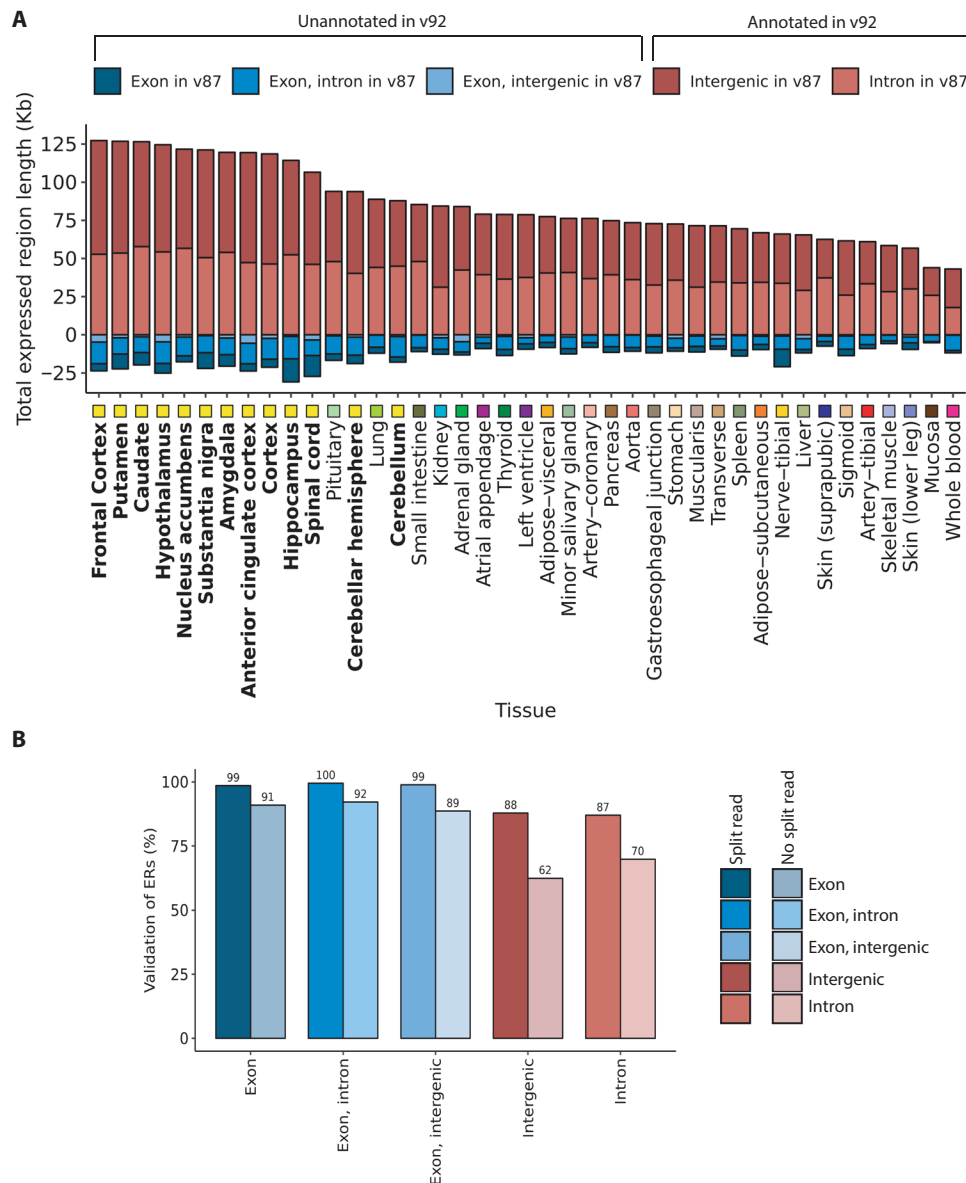 A
Unannotated in v92
Annotated in v92
Exon in v87
Exon, intron in v87
Exon, intergenic in v87
Intergenic in v87
Intron in v87
Total expressed region length (Kb)
125
100
75
50
25
0
−25
Frontal Cortex
Putamen
Caudate
Hypothalamus
Nucleus accumbens
Substantia nigra
Amygdala
Anterior cingulate cortex
Cortex
Hippocampus
Spinal cord
Pituitary
Cerebellar hemisphere
Lung
Cerebellum
Small intestine
Kidney
Adrenal gland
Atrial appendage
Thyroid
Left ventricle
Adipose−visceral
Minor salivary gland
Artery−coronary
Pancreas
Aorta
Gastroesophageal junction
Stomach
Muscularis
Transverse
Spleen
Adipose−subcutaneous
Nerve−tibial
Liver
Skin (suprapubic)
Sigmoid
Artery−tibial
Skeletal muscle
Skin (lower leg)
Mucosa
Whole blood
Tissue
B
Validation of ERs (%)
100
75
50
25
0
99
91
100
92
99
89
88
62
87
70
Exon
Exon, intron
Exon, intergenic
Intergenic
Intron
Split read
No split read
Exon
Exon, intron
Exon, intergenic
Intergenic
Intron